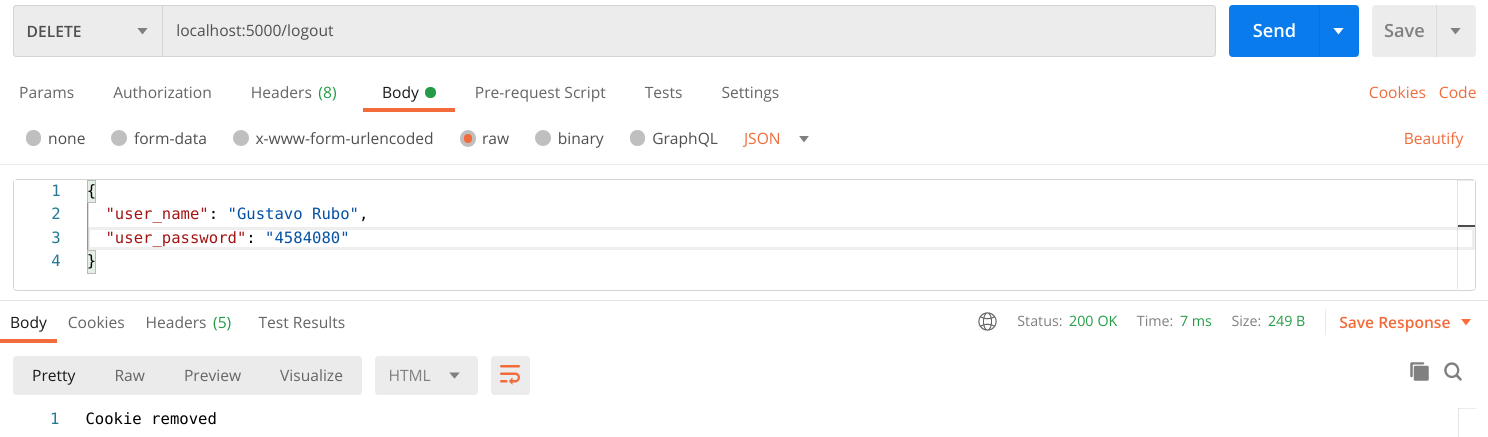 DELETE localhost:5000/logout Send Save
Params Authorization Headers (8) Body Pre-request Script Tests Settings Cookies Code
none form-data x-www-form-urlencoded raw binary GraphQL JSON Beautify
1 {
2 "user_name": "Gustavo Rubo",
3 "user_password": "4584080"
4 }
Body Cookies Headers (5) Test Results Status: 200 OK Time: 7 ms Size: 249 B Save Response
Pretty Raw Preview Visualize HTML
1 Cookie removed